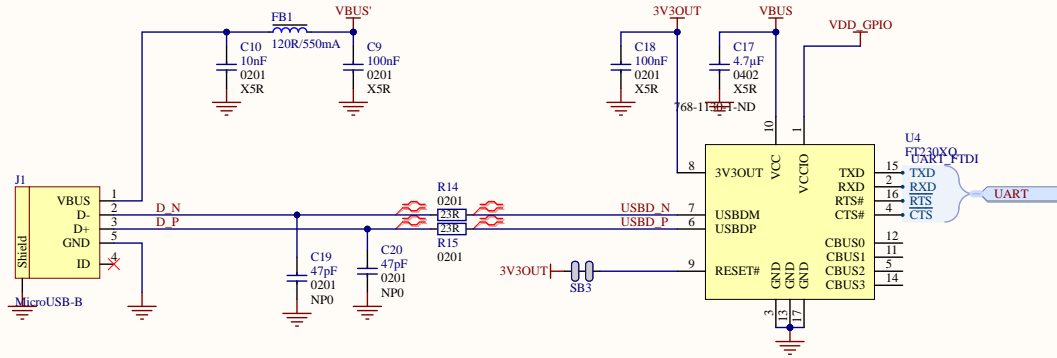 FB1
120R/550mA
VBUS'
C10
10nF
0201
X5R
C9
100nF
0201
X5R
3V3OUT
C18
100nF
0201
X5R
VBUS
C17
4.7µF
0402
X5R
VDD_GPIO
768-1130-1-ND
J1
VBUS 1
D- 2
D+ 3
GND 5
ID 4
Shield
MicroUSB-B
D_N
D_P
C19
47pF
0201
NP0
C20
47pF
0201
NP0
R14
0201
23R
23R
R15
0201
USBD_N
USBD_P
3V3OUT
SB3
10
1
VCC
VCCIO
8 3V3OUT
7 USBDM
6 USBDP
9 RESET#
U4
FT230XQ
UART_FTDI
TXD 15 TXD
RXD 2 RXD
RTS# 16 RTS
CTS# 4 CTS
UART
CBUS0 12
CBUS1 11
CBUS2 5
CBUS3 14
GND
GND
GND
3
13
17